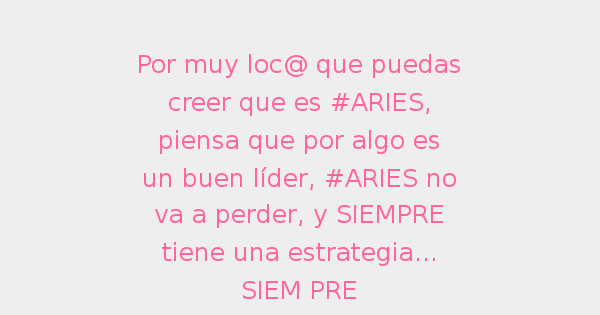 Por muy loc@ que puedas
creer que es #ARIES,
piensa que por algo es
un buen líder, #ARIES no
va a perder, y SIEMPRE
tiene una estrategia...
SIEM PRE